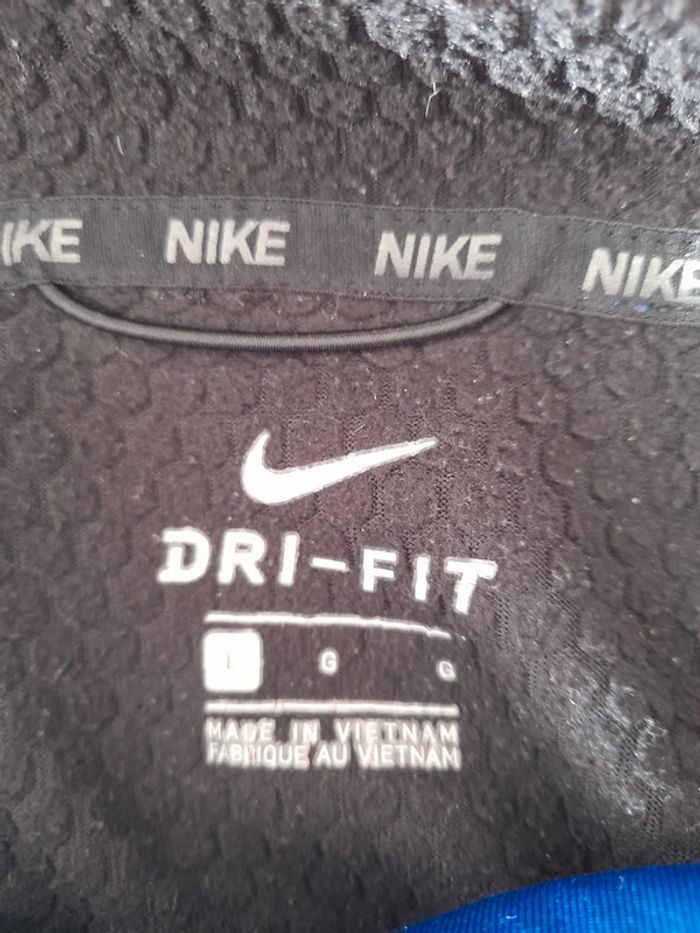 IKE NIKE NIKE NIKE
DRI-FIT
L G G
MADE IN VIETNAM
FABRIQUE AU VIETNAM